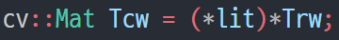 cv::Mat Tcw = (*lit)*Trw;